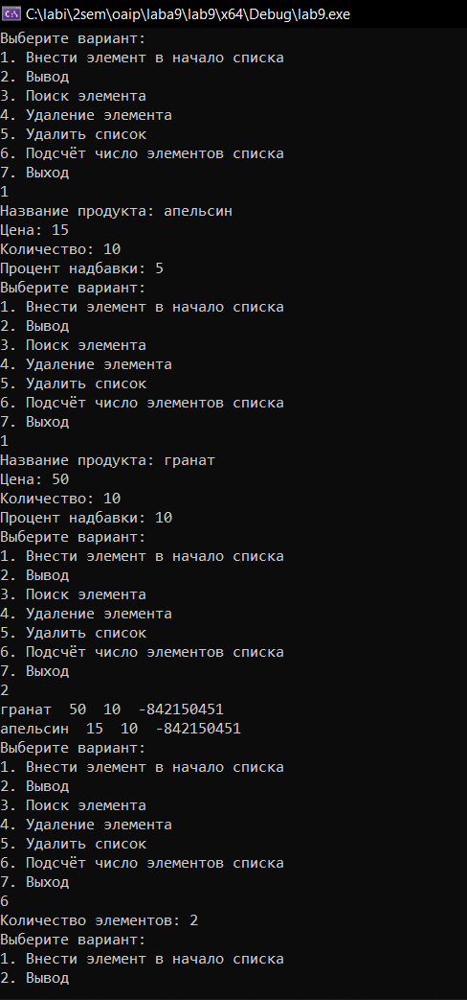 C:\labi\2sem\oaip\laba9\lab9\x64\Debug\lab9.exe
Выберите вариант:
1. Внести элемент в начало списка
2. Вывод
3. Поиск элемента
4. Удаление элемента
5. Удалить список
6. Подсчёт число элементов списка
7. Выход
1
Название продукта: апельсин
Цена: 15
Количество: 10
Процент надбавки: 5
Выберите вариант:
1. Внести элемент в начало списка
2. Вывод
3. Поиск элемента
4. Удаление элемента
5. Удалить список
6. Подсчёт число элементов списка
7. Выход
1
Название продукта: гранат
Цена: 50
Количество: 10
Процент надбавки: 10
Выберите вариант:
1. Внести элемент в начало списка
2. Вывод
3. Поиск элемента
4. Удаление элемента
5. Удалить список
6. Подсчёт число элементов списка
7. Выход
2
гранат  50  10  -842150451
апельсин  15  10  -842150451
Выберите вариант:
1. Внести элемент в начало списка
2. Вывод
3. Поиск элемента
4. Удаление элемента
5. Удалить список
6. Подсчёт число элементов списка
7. Выход
6
Количество элементов: 2
Выберите вариант:
1. Внести элемент в начало списка
2. Вывод